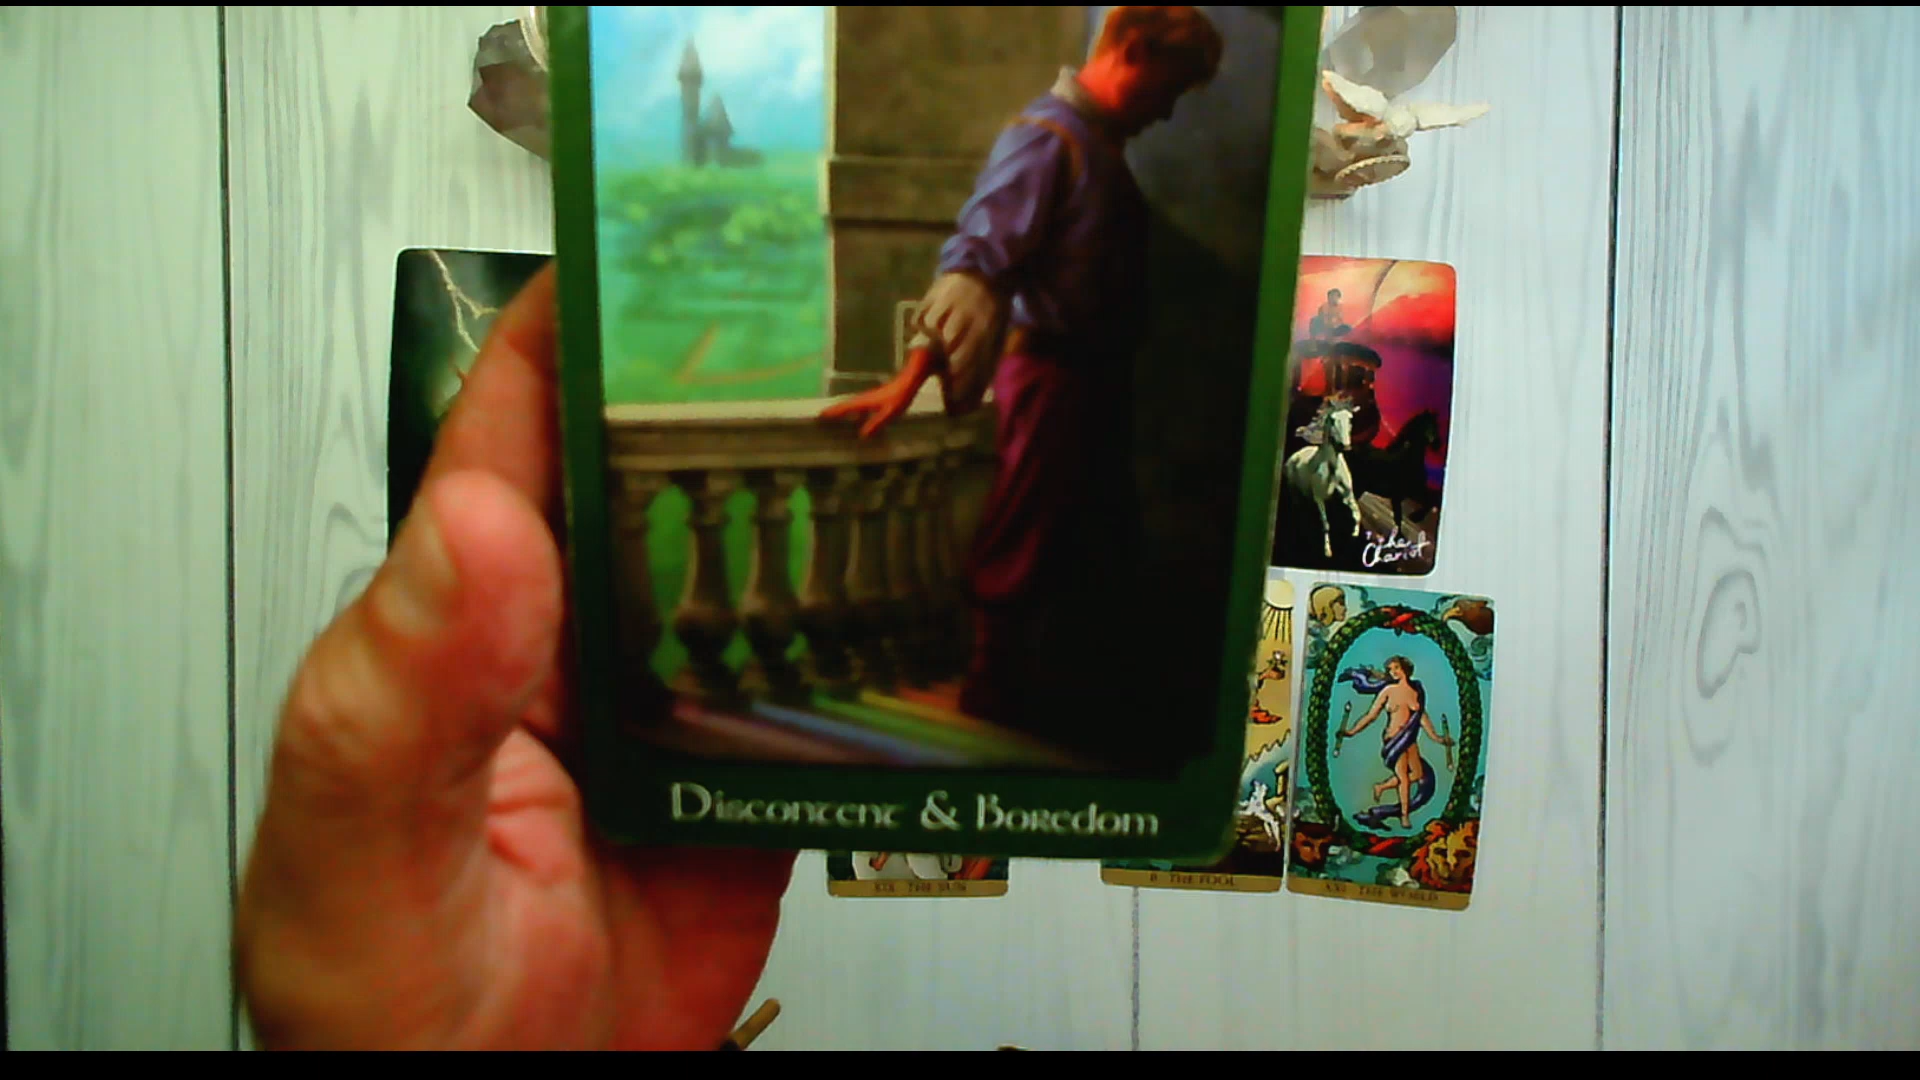 Discontent & Boredom
The
Chariot
XIX THE SUN
0 THE FOOL
XXI THE WORLD